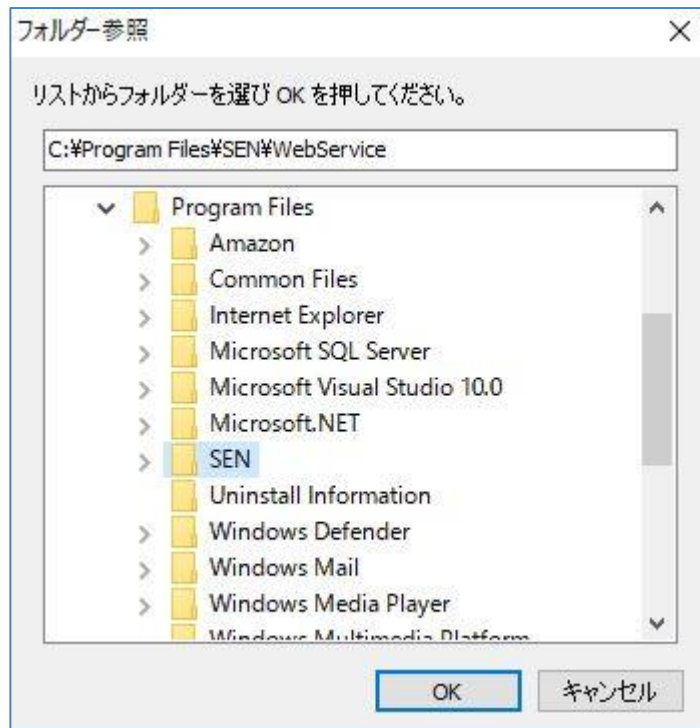 フォルダー参照
リストからフォルダーを選び OK を押してください。
C:¥Program Files¥SEN¥WebService
Program Files
Amazon
Common Files
Internet Explorer
Microsoft SQL Server
Microsoft Visual Studio 10.0
Microsoft.NET
SEN
Uninstall Information
Windows Defender
Windows Mail
Windows Media Player
Windows Multimedia Platform
OK キャンセル